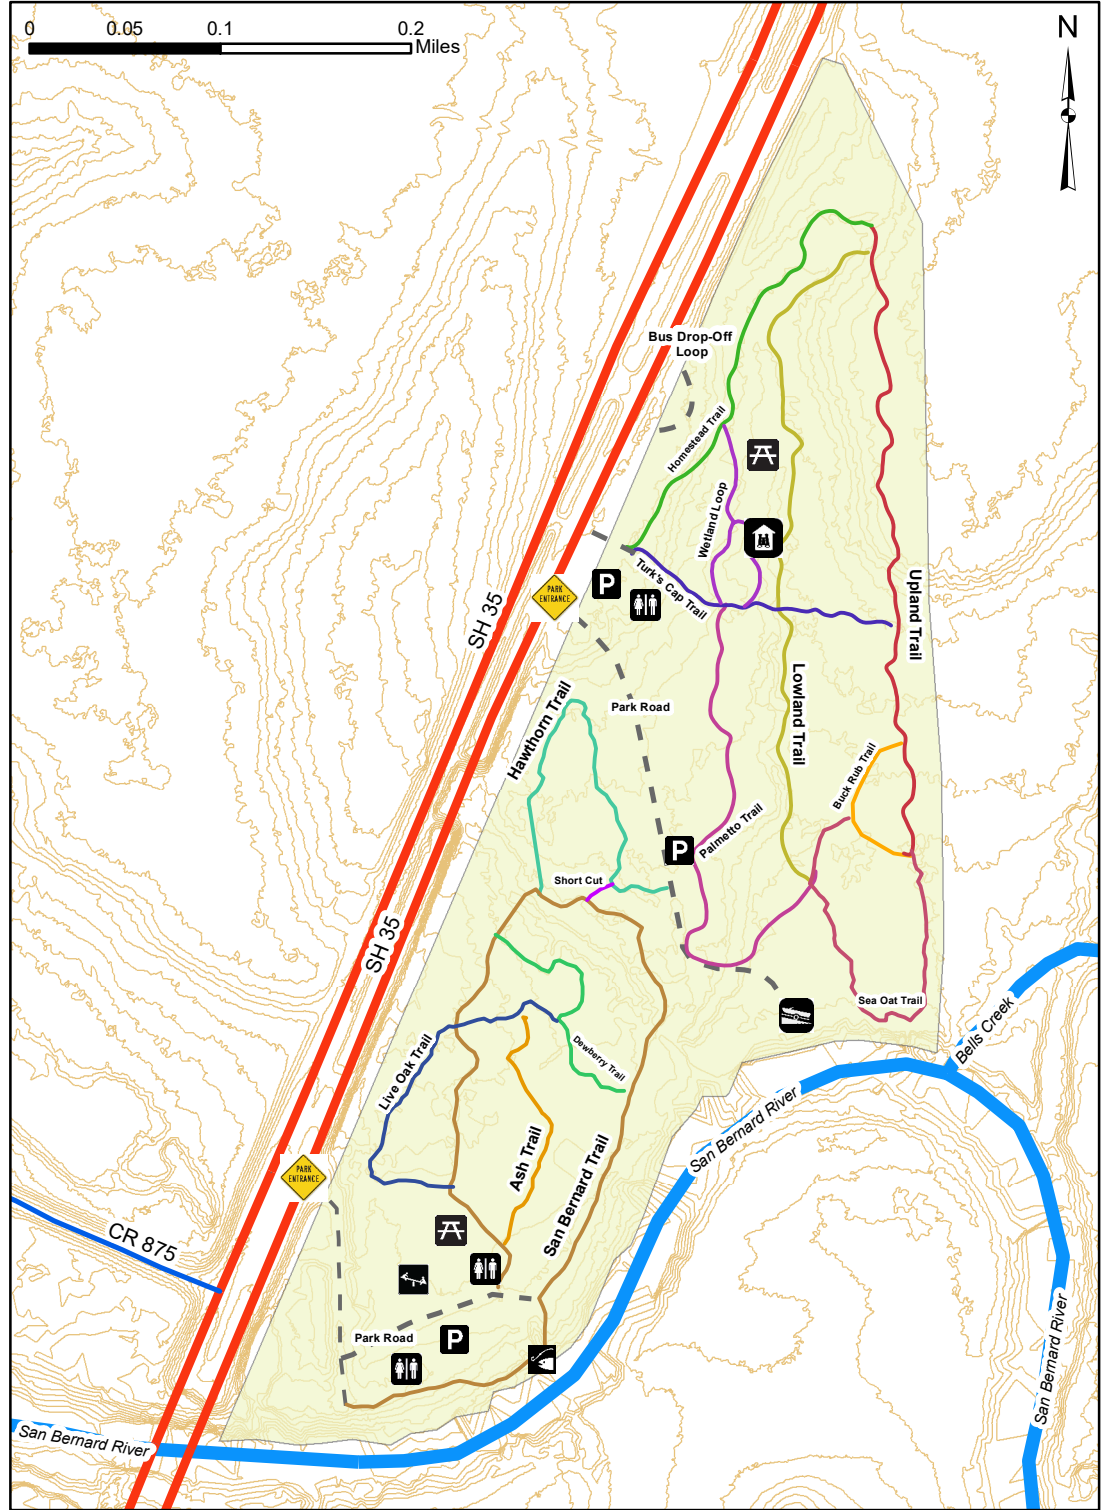 0 0.05 0.1 0.2
Miles
N
Bus Drop-Off
Loop
Homestead Trail
Wetland Loop
Turk's Cap Trail
P
PARK
ENTRANCE
SH 35
Upland Trail
Lowland Trail
Park Road
Hawthorn Trail
Buck Rub Trail
Palmetto Trail
P
Short Cut
SH 35
Sea Oat Trail
Bells Creek
Dewberry Trail
Live Oak Trail
San Bernard River
Ash Trail
San Bernard Trail
PARK
ENTRANCE
CR 875
Park Road
P
San Bernard River
San Bernard River